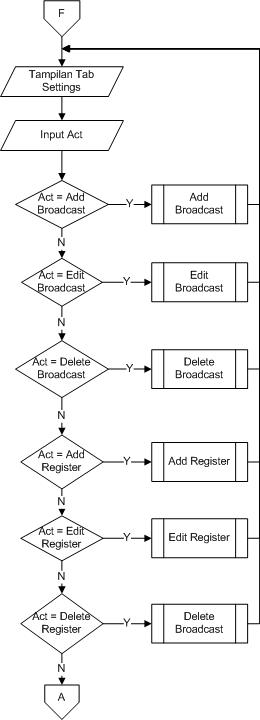 F
Tampilan Tab
Settings
Input Act
Act = Add
Broadcast
Y
Add
Broadcast
N
Act = Edit
Broadcast
Y
Edit
Broadcast
N
Act = Delete
Broadcast
Y
Delete
Broadcast
N
Act = Add
Register
Y
Add Register
N
Act = Edit
Register
Y
Edit Register
N
Act = Delete
Register
Y
Delete
Broadcast
N
A